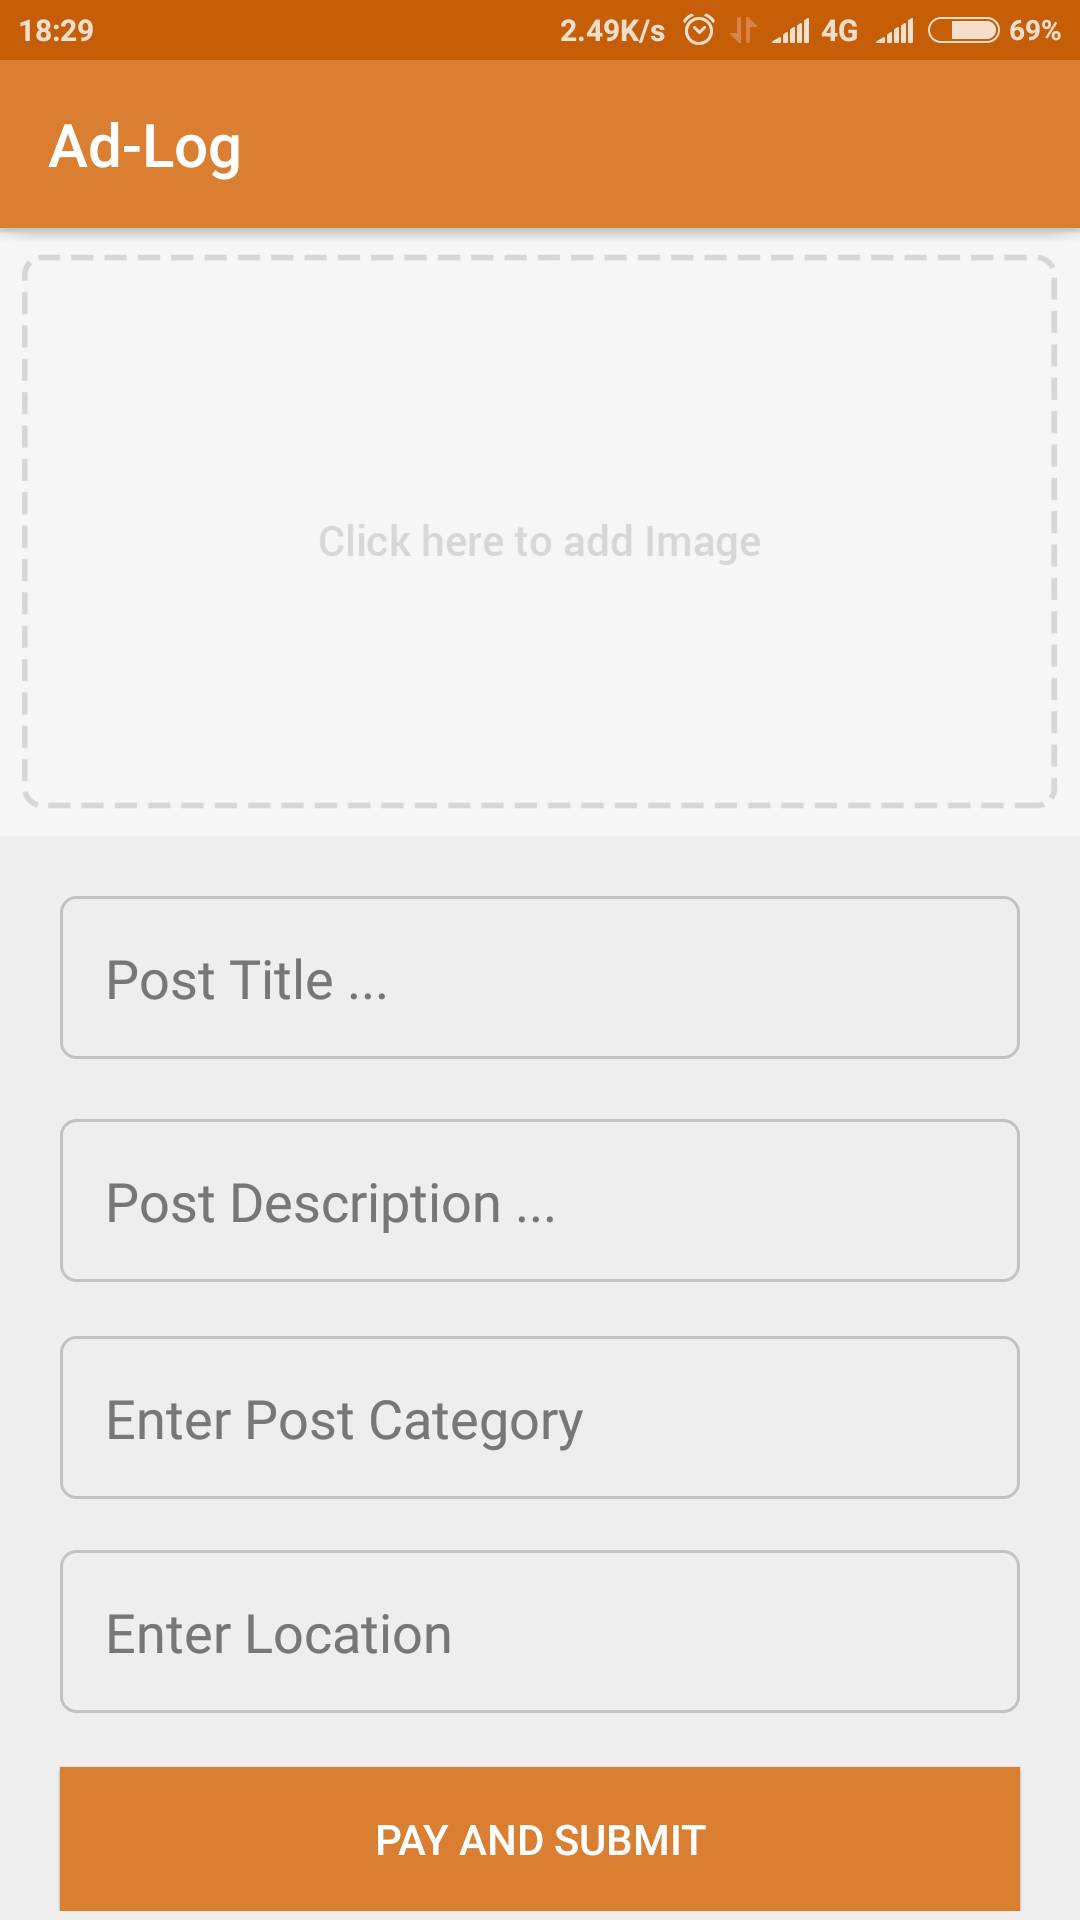 18:29 2.49K/s 4G 69%
Ad-Log
Click here to add Image
Post Title ...
Post Description ...
Enter Post Category
Enter Location
PAY AND SUBMIT